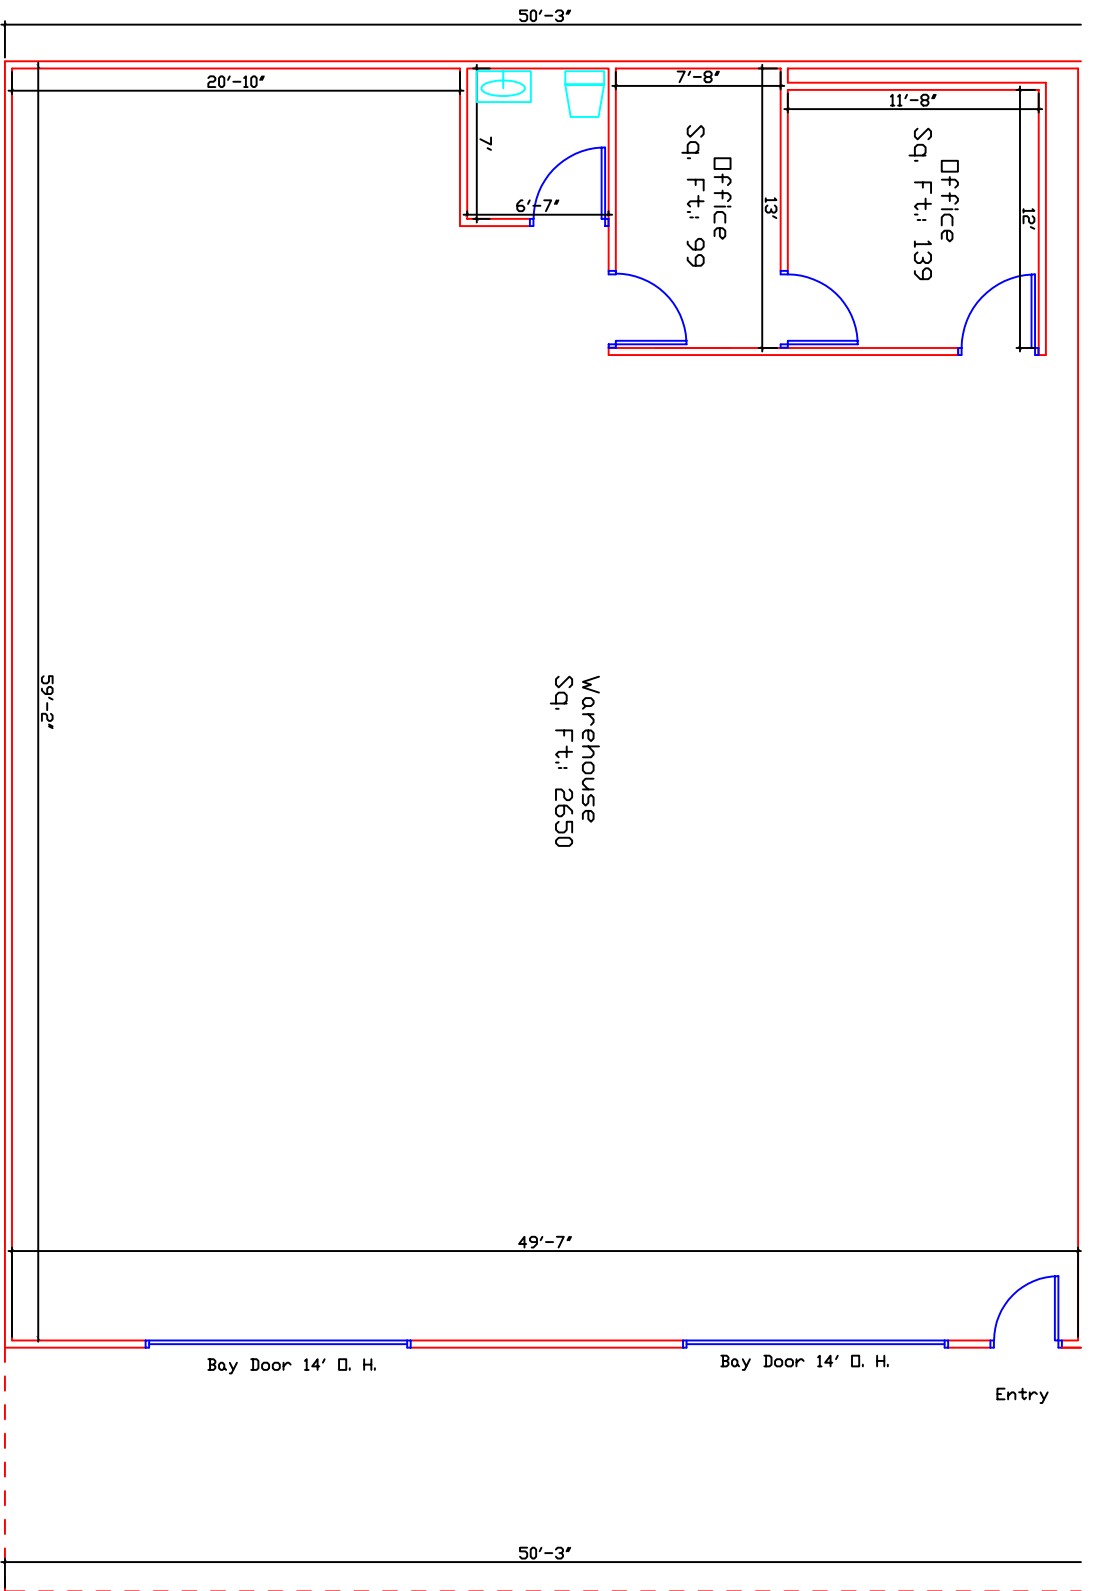 50'-3"
20'-10"
7'-8"
11'-8"
7'
6'-7"
Office
Sq. Ft.: 99
13'
Office
Sq. Ft.: 139
12'
Warehouse
Sq. Ft.: 2650
59'-2"
49'-7"
Bay Door 14' O. H.
Bay Door 14' O. H.
Entry
50'-3"